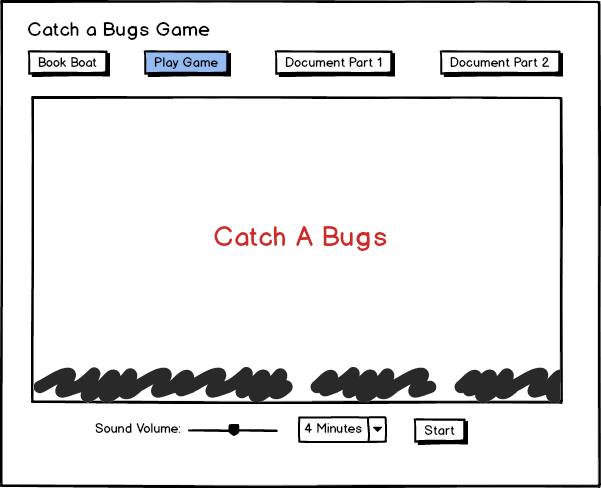 Catch a Bugs Game
Book Boat
Play Game
Document Part 1
Document Part 2
Catch A Bugs
Sound Volume:
4 Minutes
Start